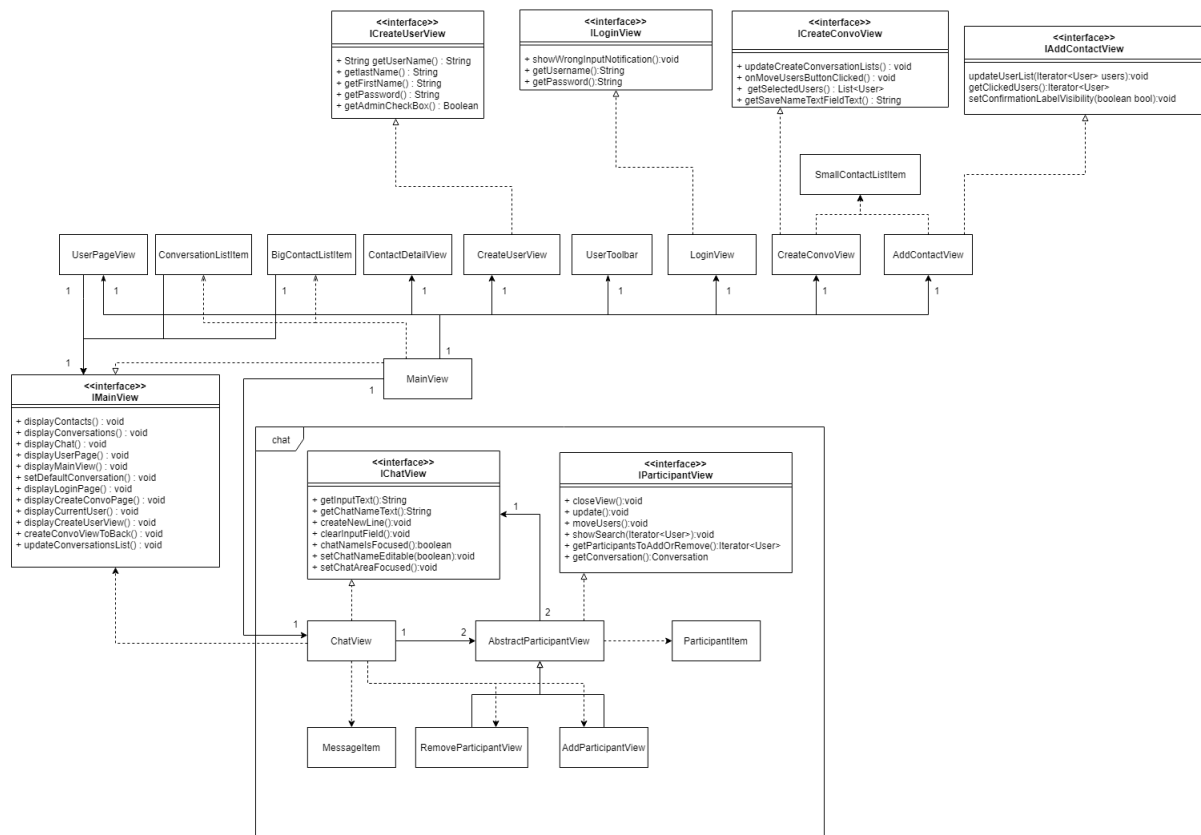 <<interface>>
ICreateUserView
+ String getUserName() : String
+ getlastName() : String
+ getFirstName() : String
+ getPassword() : String
+ getAdminCheckBox() : Boolean
<<interface>>
ILoginView
+ showWrongInputNotification():void
+ getUsername():String
+ getPassword():String
<<interface>>
ICreateConvoView
+ updateCreateConversationLists() : void
+ onMoveUsersButtonClicked() : void
+ getSelectedUsers() : List<User>
+ getSaveNameTextFieldText() : String
<<interface>>
IAddContactView
updateUserList(Iterator<User> users):void
getClickedUsers():Iterator<User>
setConfirmationLabelVisibility(boolean bool):void
SmallContactListItem
UserPageView
ConversationListItem
BigContactListItem
ContactDetailView
CreateUserView
UserToolbar
LoginView
CreateConvoView
AddContactView
1
1
1
1
1
1
1
1
1
1
1
MainView
1
<<interface>>
IMainView
+ displayContacts() : void
+ displayConversations() : void
+ displayChat() : void
+ displayUserPage() : void
+ displayMainView() : void
+ setDefaultConversation() : void
+ displayLoginPage() : void
+ displayCreateConvoPage() : void
+ displayCurrentUser() : void
+ displayCreateUserView() : void
+ createConvoViewToBack() : void
+ updateConversationsList() : void
chat
<<interface>>
IChatView
+ getInputText():String
+ getChatNameText():String
+ createNewLine():void
+ clearInputField():void
+ chatNameIsFocused():boolean
+ setChatNameEditable(boolean):void
+ setChatAreaFocused():void
1
<<interface>>
IParticipantView
+ closeView():void
+ update():void
+ moveUsers():void
+ showSearch(Iterator<User>):void
+ getParticipantsToAddOrRemove():Iterator<User>
+ getConversation():Conversation
2
1
ChatView
1
2
AbstractParticipantView
ParticipantItem
MessageItem
RemoveParticipantView
AddParticipantView